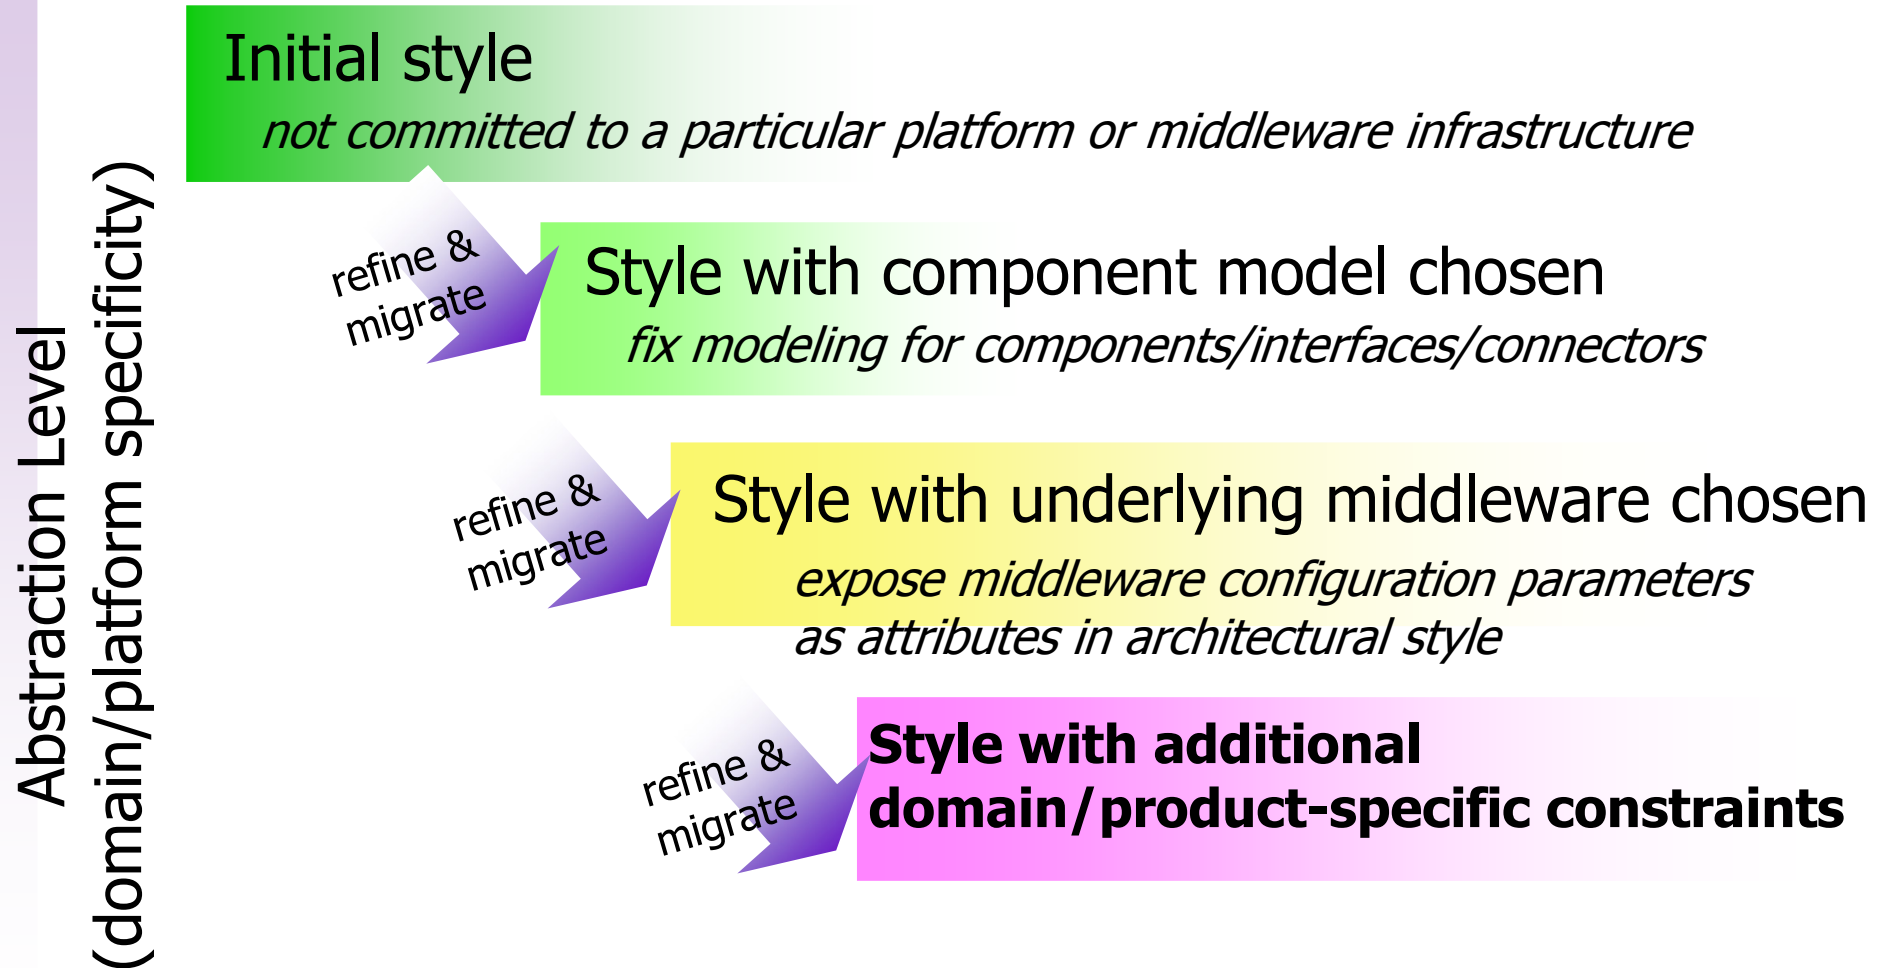 Abstraction Level
(domain/platform specificity)
Initial style
not committed to a particular platform or middleware infrastructure
refine &
migrate
Style with component model chosen
fix modeling for components/interfaces/connectors
refine &
migrate
Style with underlying middleware chosen
expose middleware configuration parameters
as attributes in architectural style
refine &
migrate
Style with additional
domain/product-specific constraints